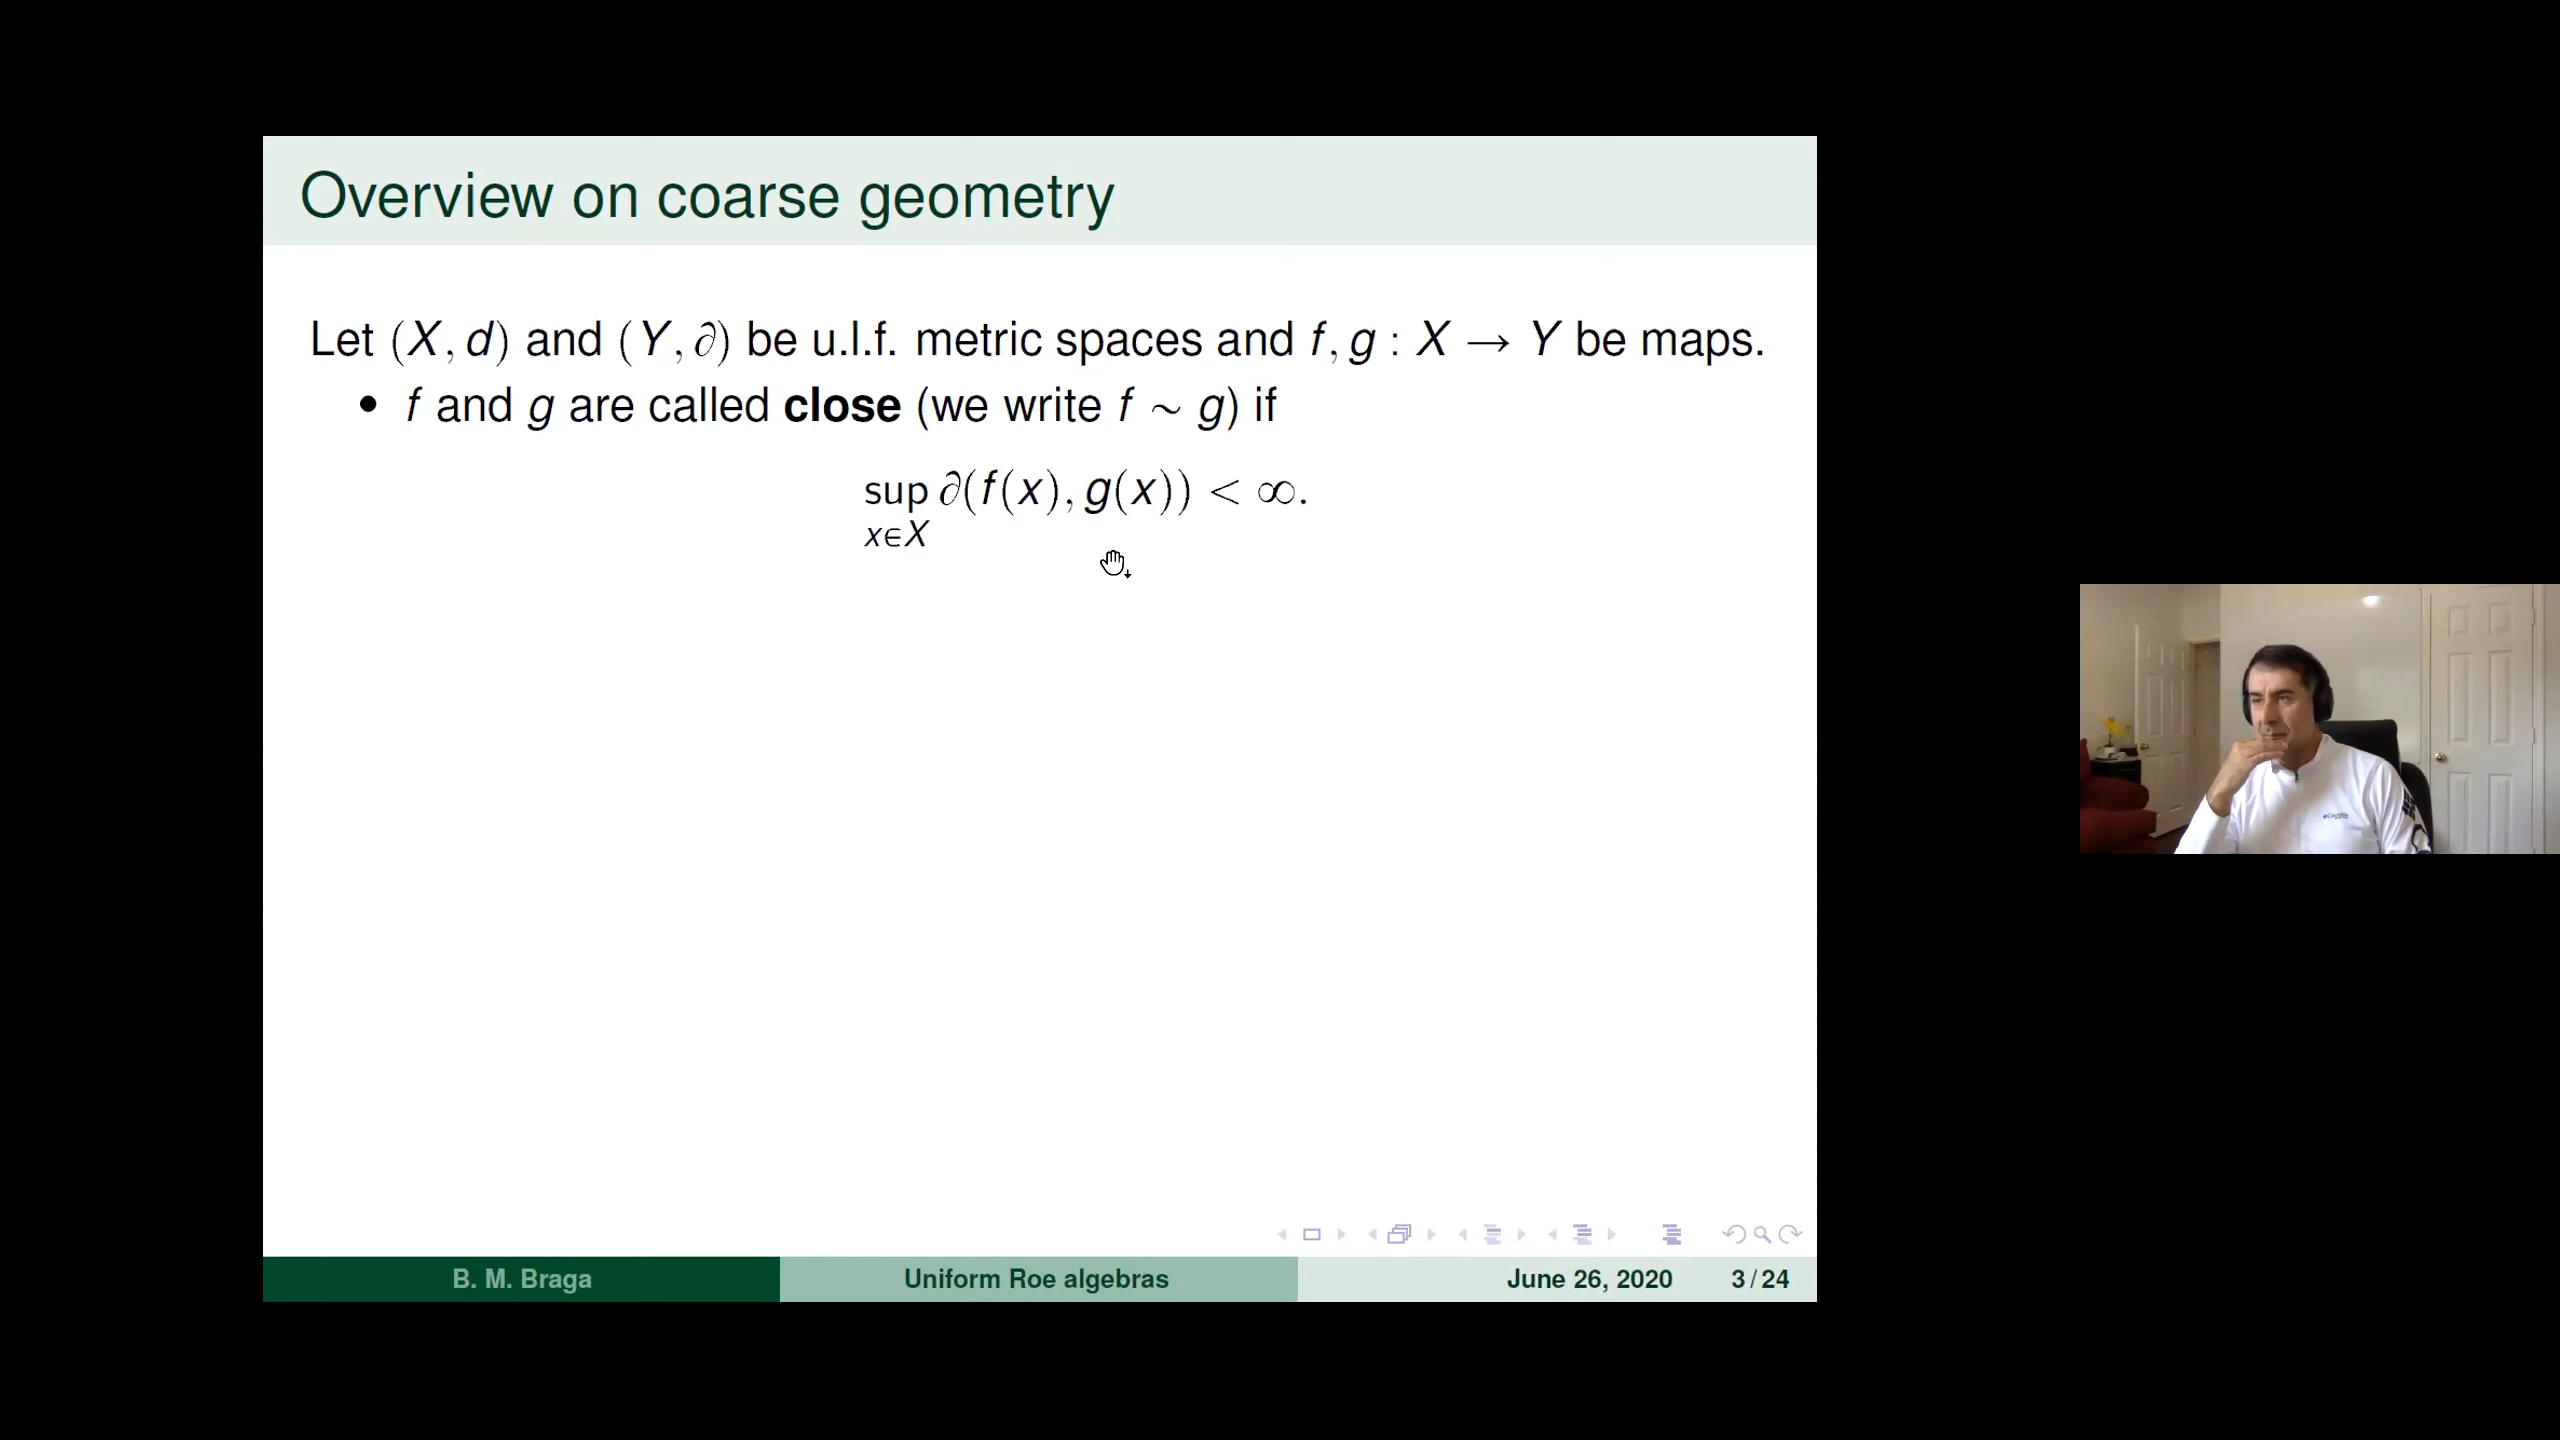 Overview on coarse geometry
Let (X, d) and (Y, ∂) be u.l.f. metric spaces and f, g : X → Y be maps.
• f and g are called close (we write f ∼ g) if
sup ∂(f(x), g(x)) < ∞.
x∈X
B. M. Braga
Uniform Roe algebras
June 26, 2020
3 / 24
Columbia